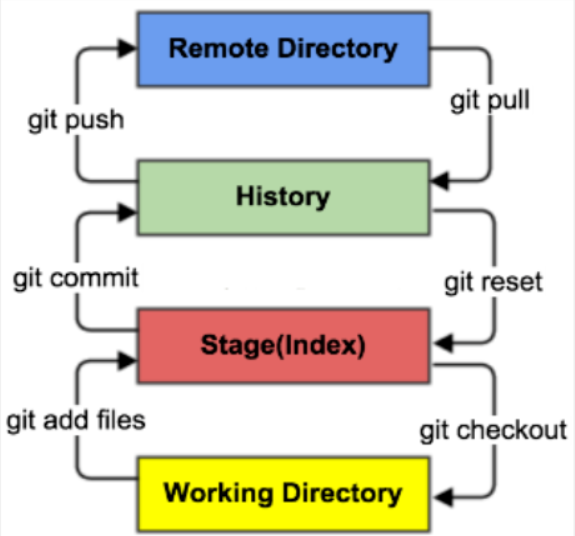 Remote Directory
git pull
git push
History
git commit
git reset
Stage(Index)
git add files
git checkout
Working Directory